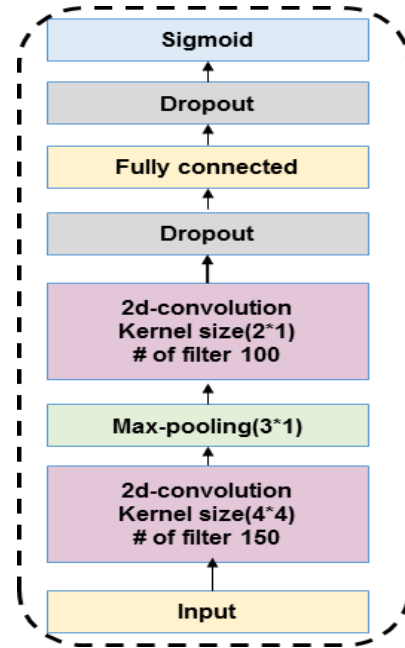 Sigmoid
Dropout
Fully connected
Dropout
2d-convolution
Kernel size(2*1)
# of filter 100
Max-pooling(3*1)
2d-convolution
Kernel size(4*4)
# of filter 150
Input